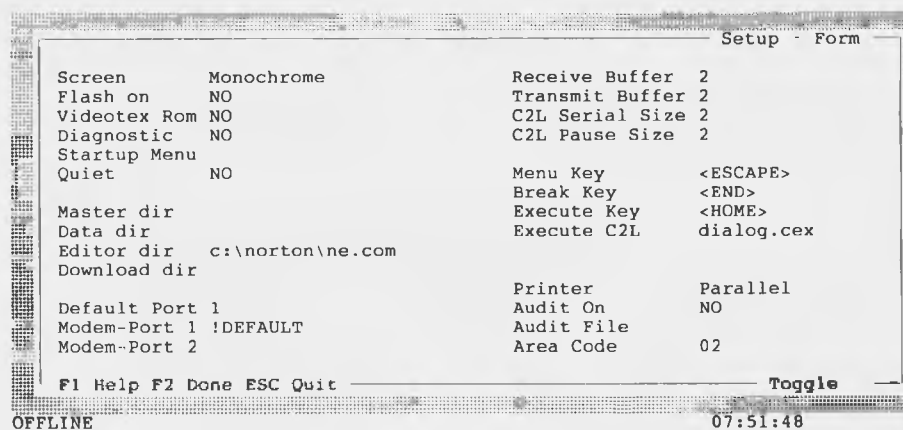 Setup - Form
Screen Monochrome Receive Buffer 2
Flash on NO Transmit Buffer 2
Videotex Rom NO C2L Serial Size 2
Diagnostic NO C2L Pause Size 2
Startup Menu
Quiet NO Menu Key <ESCAPE>
Break Key <END>
Master dir Execute Key <HOME>
Data dir Execute C2L dialog.cex
Editor dir c:\norton\ne.com
Download dir
Printer Parallel
Default Port 1 Audit On NO
Modem-Port 1 !DEFAULT Audit File
Modem-Port 2 Area Code 02
F1 Help F2 Done ESC Quit Toggle
OFFLINE 07:51:48